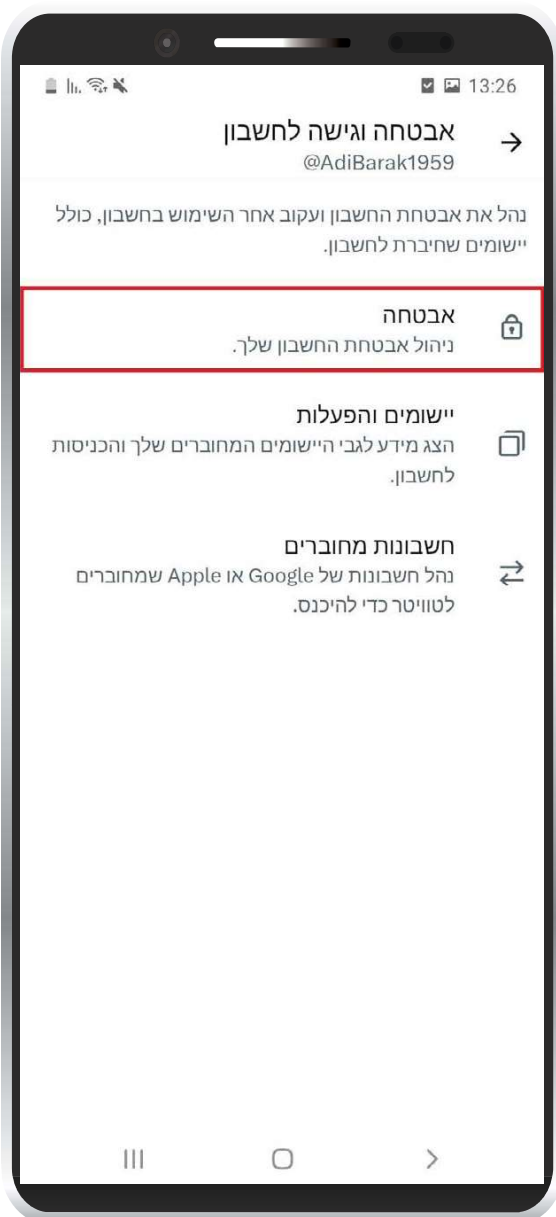 13:26
אבטחה וגישה לחשבון
@AdiBarak1959
נהל את אבטחת החשבון ועקוב אחר השימוש בחשבון, כולל
יישומים שחיברת לחשבון.
אבטחה
ניהול אבטחת החשבון שלך.
יישומים והפעלות
הצג מידע לגבי היישומים המחוברים שלך והכניסות
לחשבון.
חשבונות מחוברים
נהל חשבונות של Google או Apple שמחוברים
לטוויטר כדי להיכנס.